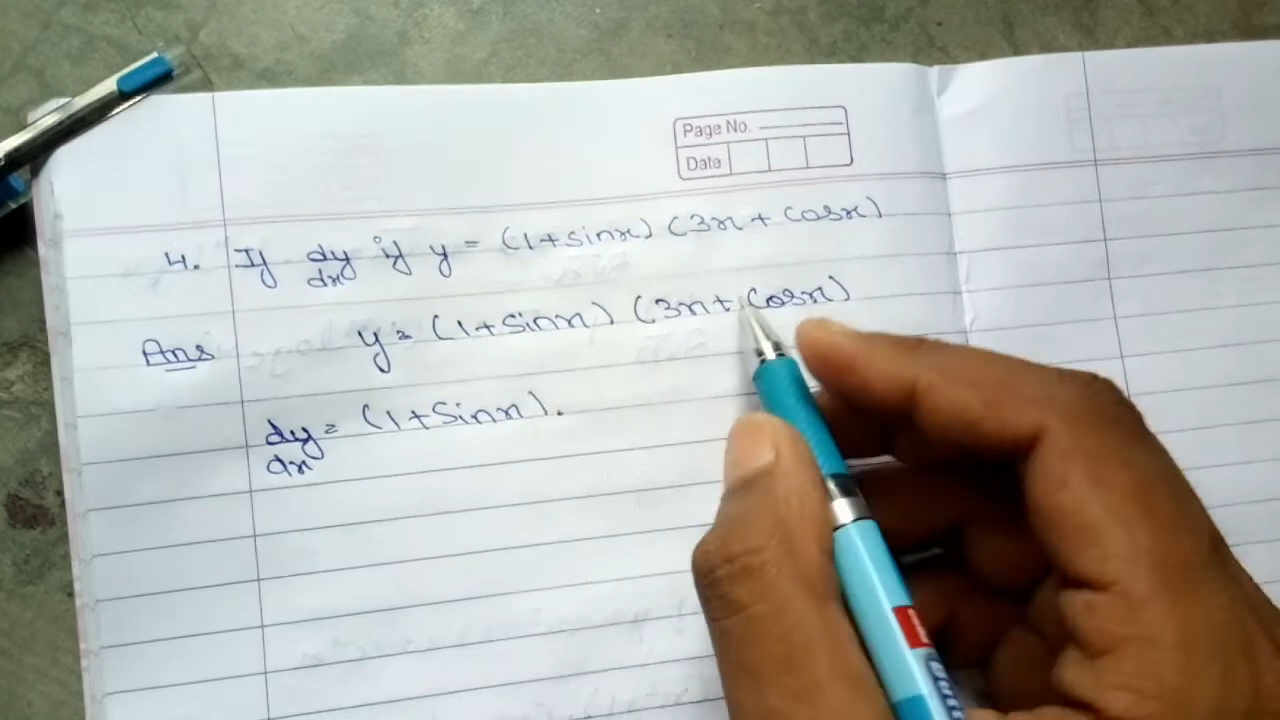 Page No.
Date
4. If dy/dx if y = (1+sinx) (3x + cosx)
Ans y = (1+sinx) (3x+cosx)
dy/dx = (1+sinx).